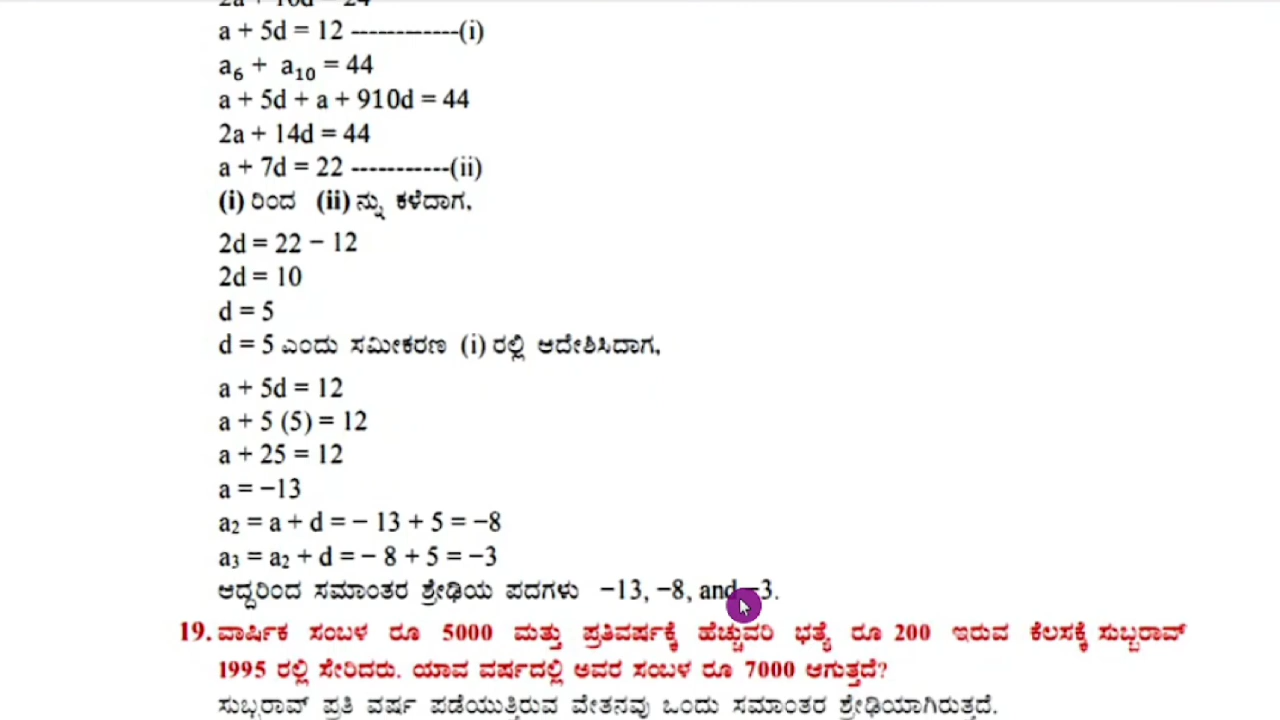 2a + 10d = 24
a + 5d = 12 ------------(i)
a₆ + a₁₀ = 44
a + 5d + a + 910d = 44
2a + 14d = 44
a + 7d = 22 -----------(ii)
(i) ರಿಂದ (ii) ನ್ನು ಕಳೆದಾಗ,
2d = 22 − 12
2d = 10
d = 5
d = 5 ಎಂದು ಸಮೀಕರಣ (i) ರಲ್ಲಿ ಆದೇಶಿಸಿದಾಗ,
a + 5d = 12
a + 5 (5) = 12
a + 25 = 12
a = −13
a₂ = a + d = − 13 + 5 = −8
a₃ = a₂ + d = − 8 + 5 = −3
ಆದ್ದರಿಂದ ಸಮಾಂತರ ಶ್ರೇಢಿಯ ಪದಗಳು −13, −8, and −3.
19. ವಾರ್ಷಿಕ ಸಂಬಳ ರೂ 5000 ಮತ್ತು ಪ್ರತಿವರ್ಷಕ್ಕೆ ಹೆಚ್ಚುವರಿ ಭತ್ಯೆ ರೂ 200 ಇರುವ ಕೆಲಸಕ್ಕೆ ಸುಬ್ಬರಾವ್
1995 ರಲ್ಲಿ ಸೇರಿದರು. ಯಾವ ವರ್ಷದಲ್ಲಿ ಅವರ ಸಂಬಳ ರೂ 7000 ಆಗುತ್ತದೆ?
ಸುಬ್ಬರಾವ್ ಪ್ರತಿ ವರ್ಷ ಪಡೆಯುತ್ತಿರುವ ವೇತನವು ಒಂದು ಸಮಾಂತರ ಶ್ರೇಢಿಯಾಗಿರುತ್ತದೆ.